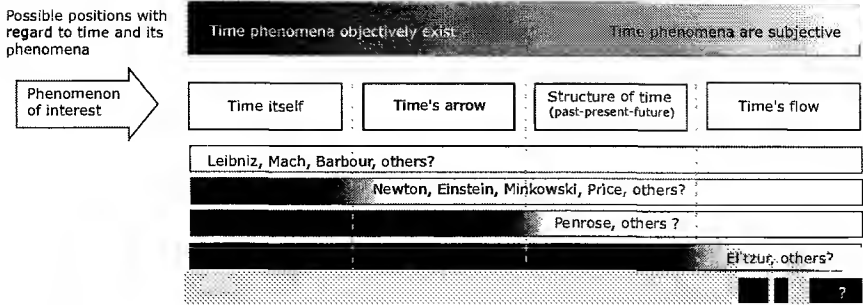 Possible positions with
regard to time and its
phenomena
Time phenomena objectively exist
Time phenomena are subjective
Phenomenon
of interest
Time itself
Time's arrow
Structure of time
(past-present-future)
Time's flow
Leibniz, Mach, Barbour, others?
Newton, Einstein, Minkowski, Price, others?
Penrose, others ?
El'tzur, others?
?